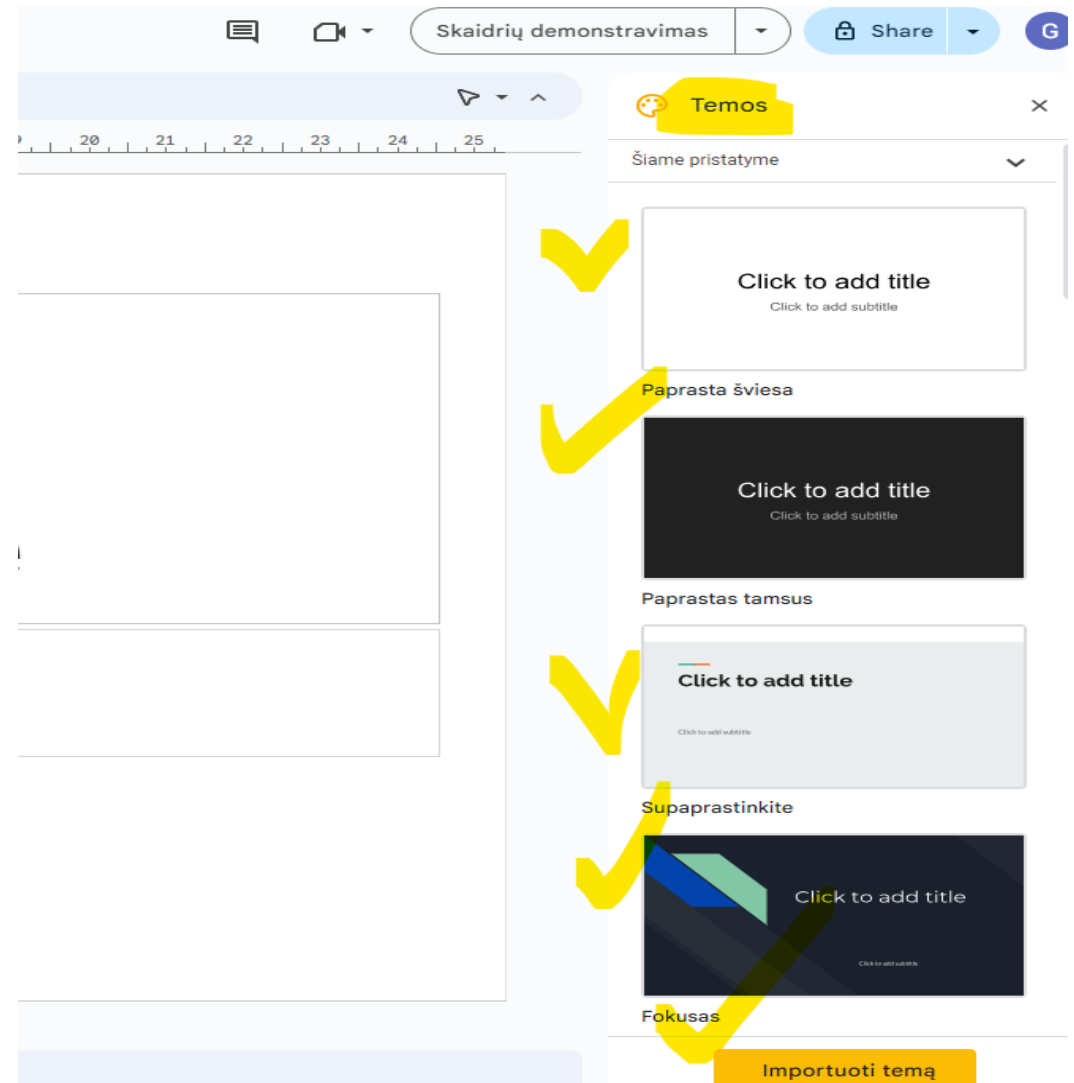 Skaidrių demonstravimas
Share
G
Temos
20 21 22 23 24 25
Šiame pristatyme
Click to add title
Click to add subtitle
Paprasta šviesa
Click to add title
Click to add subtitle
Paprastas tamsus
Click to add title
Click to add subtitle
Supaprastinkite
Click to add title
Click to add subtitle
Fokusas
Importuoti temą